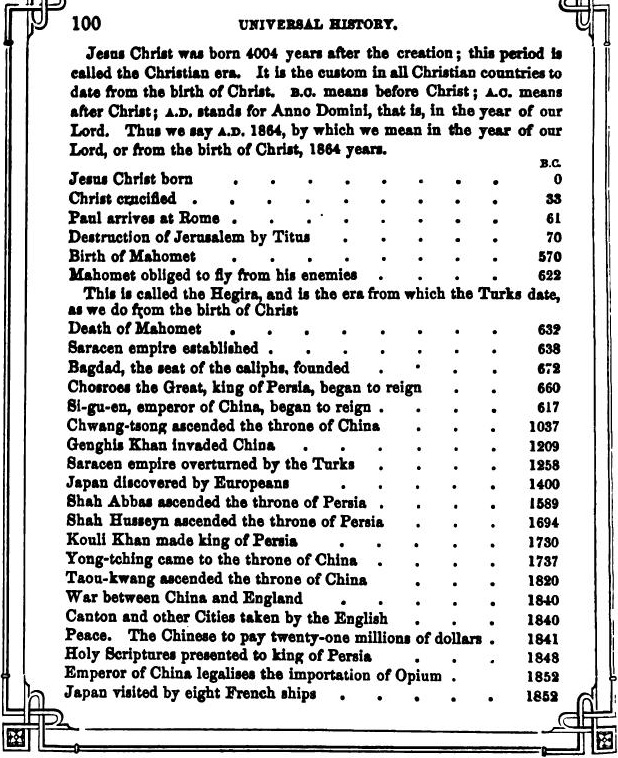 100 UNIVERSAL HISTORY.
Jesus Christ was born 4004 years after the creation; this period is
called the Christian era. It is the custom in all Christian countries to
date from the birth of Christ. B.C. means before Christ; A.C. means
after Christ; A.D. stands for Anno Domini, that is, in the year of our
Lord. Thus we say A.D. 1864, by which we mean in the year of our
Lord, or from the birth of Christ, 1864 years.
B.C.
Jesus Christ born . . . . . . . . 0
Christ crucified . . . . . . . . 33
Paul arrives at Rome . . . . . . . 61
Destruction of Jerusalem by Titus . . . . . 70
Birth of Mahomet . . . . . . . . 570
Mahomet obliged to fly from his enemies . . . . 622
This is called the Hegira, and is the era from which the Turks date,
as we do from the birth of Christ
Death of Mahomet . . . . . . . . 632
Saracen empire established . . . . . . . 638
Bagdad, the seat of the caliphs, founded . . . . 672
Chosroes the Great, king of Persia, began to reign . . 660
Si-gu-en, emperor of China, began to reign . . . . 617
Chwang-tsong ascended the throne of China . . . 1037
Genghis Khan invaded China . . . . . . 1209
Saracen empire overturned by the Turks . . . . 1258
Japan discovered by Europeans . . . . . 1400
Shah Abbas ascended the throne of Persia . . . . 1589
Shah Husseyn ascended the throne of Persia . . . 1694
Kouli Khan made king of Persia . . . . . 1730
Yong-tching came to the throne of China . . . . 1737
Taou-kwang ascended the throne of China . . . 1820
War between China and England . . . . . 1840
Canton and other Cities taken by the English . . . 1840
Peace. The Chinese to pay twenty-one millions of dollars . 1841
Holy Scriptures presented to king of Persia . . . 1848
Emperor of China legalises the importation of Opium . 1852
Japan visited by eight French ships . . . . . 1852